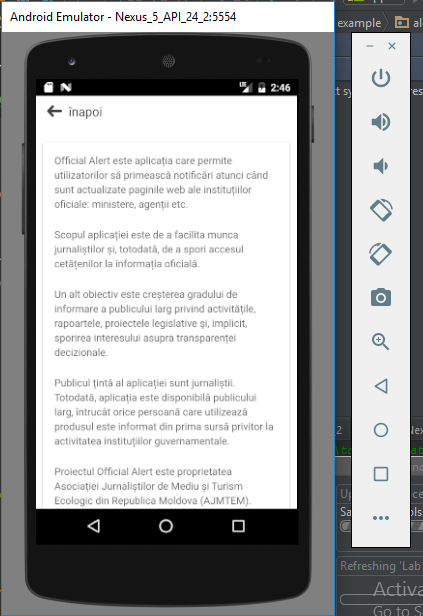 Android Emulator - Nexus_5_API_24_2:5554
example
al
LTE
2:46
înapoi
Official Alert este aplicația care permite
utilizatorilor să primească notificări atunci când
sunt actualizate paginile web ale instituțiilor
oficiale: ministere, agenții etc.
Scopul aplicației este de a facilita munca
jurnaliștilor și, totodată, de a spori accesul
cetățenilor la informația oficială.
Un alt obiectiv este creșterea gradului de
informare a publicului larg privind activitățile,
rapoartele, proiectele legislative și, implicit,
sporirea interesului asupra transparenței
decizionale.
Publicul țintă al aplicației sunt jurnaliștii.
Totodată, aplicația este disponibilă publicului
larg, întrucât orice persoană care utilizează
produsul este informat din prima sursă privitor la
activitatea instituțiilor guvernamentale.
Proiectul Official Alert este proprietatea
Asociației Jurnaliștilor de Mediu și Turism
Ecologic din Republica Moldova (AJMTEM).
Refreshing 'Lab
Activa
Go to S